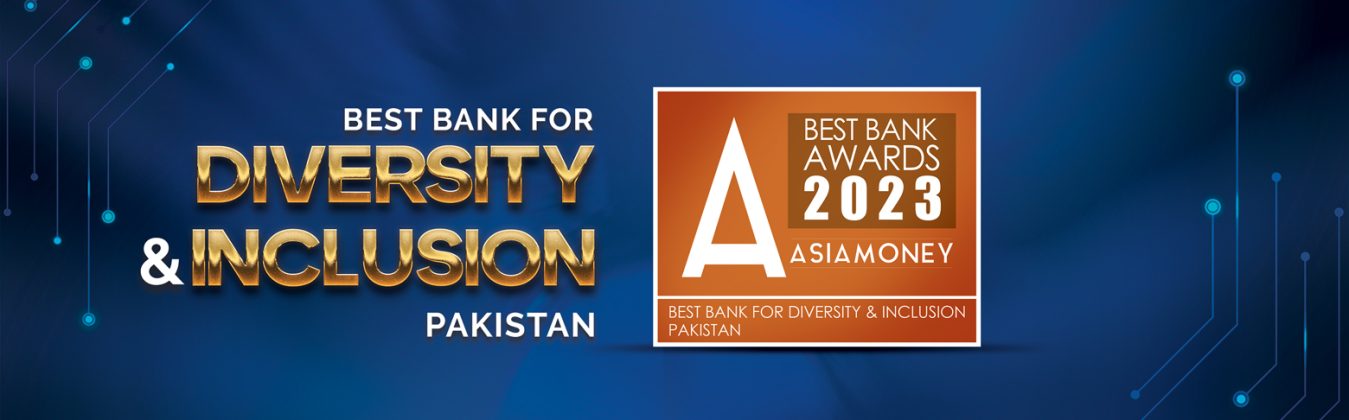 BEST BANK FOR
DIVERSITY
& INCLUSION
PAKISTAN
A
BEST BANK
AWARDS
2023
ASIAMONEY
BEST BANK FOR DIVERSITY & INCLUSION
PAKISTAN